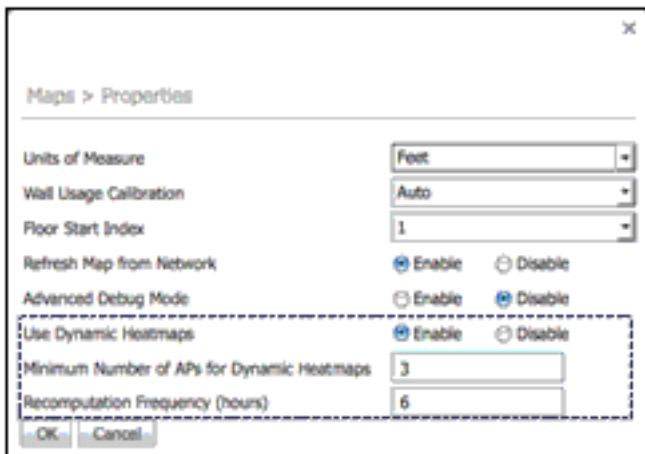 Maps > Properties
Units of Measure Feet
Wall Usage Calibration Auto
Floor Start Index 1
Refresh Map from Network Enable Disable
Advanced Debug Mode Enable Disable
Use Dynamic Heatmaps Enable Disable
Minimum Number of APs for Dynamic Heatmaps 3
Recomputation Frequency (hours) 6
OK Cancel